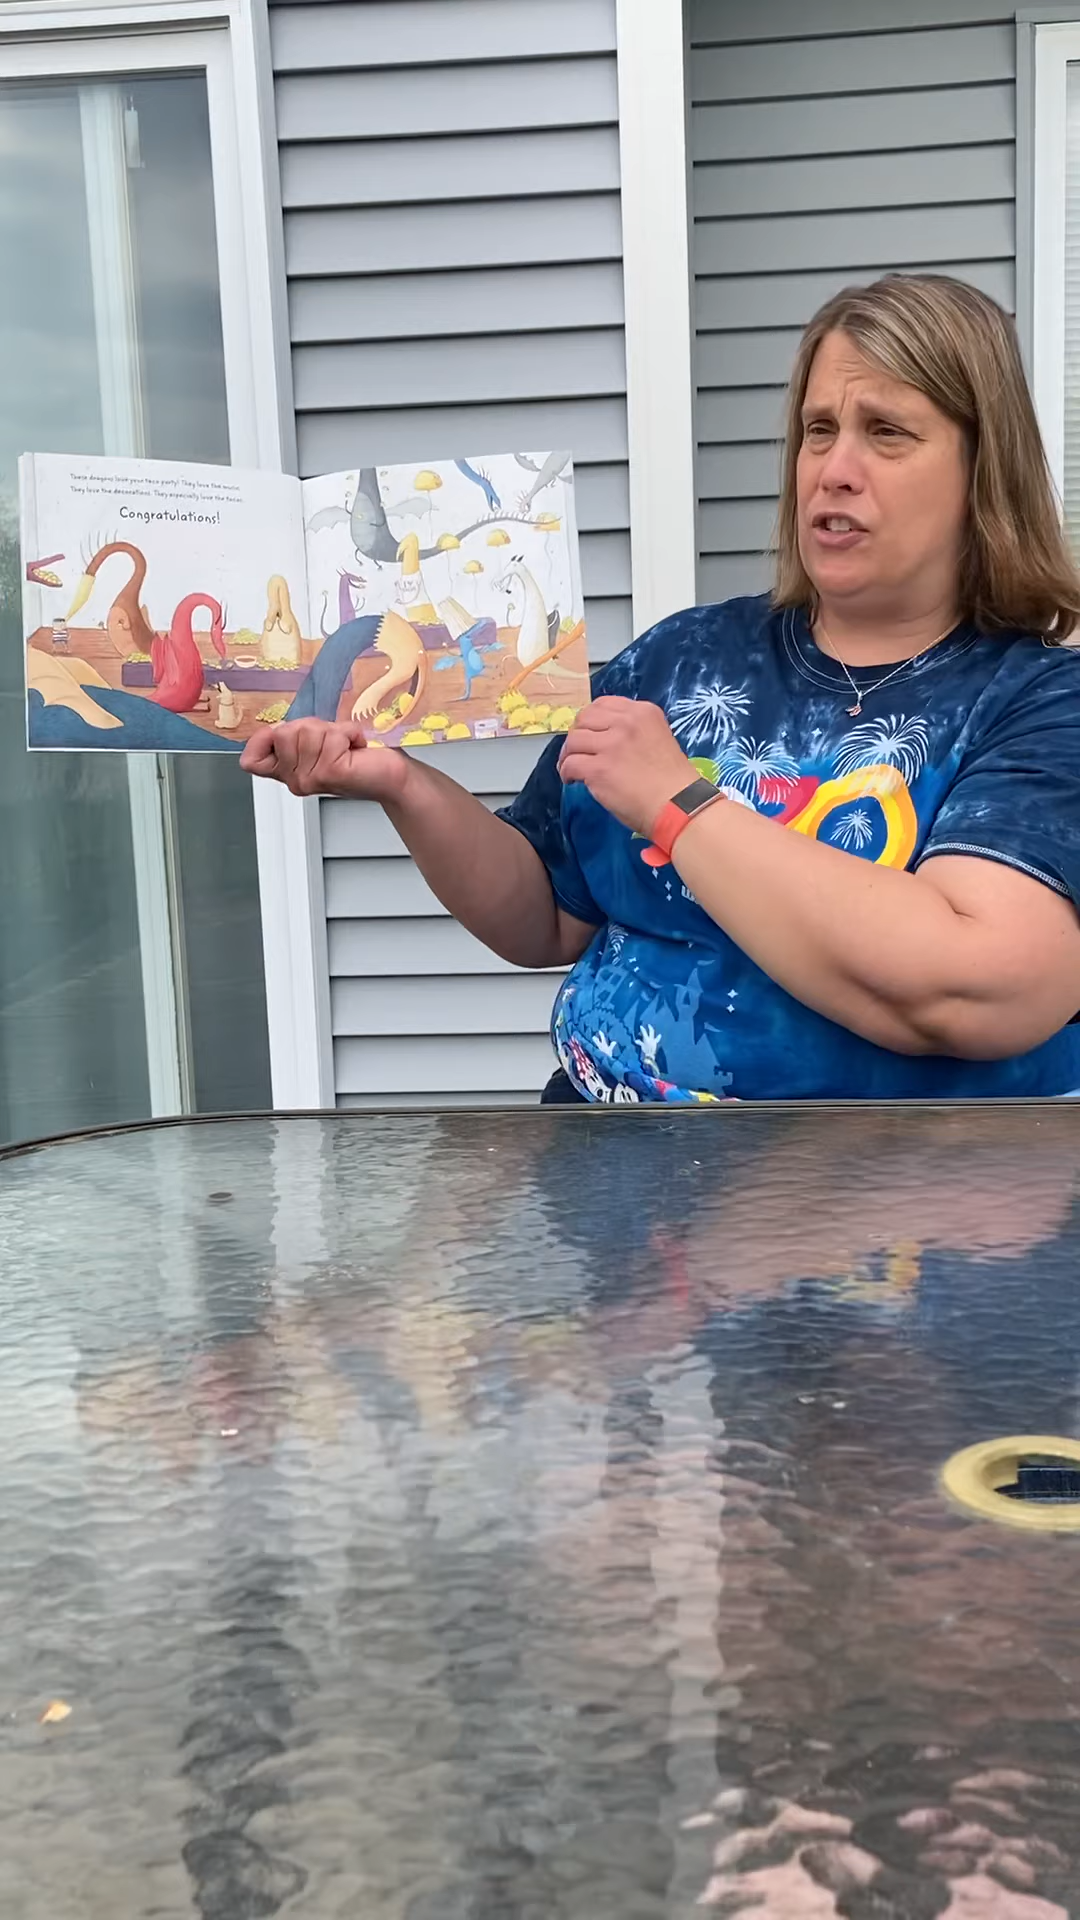 These dragons love your taco party! They love the music.
They love the decorations. They especially love the tacos.
Congratulations!